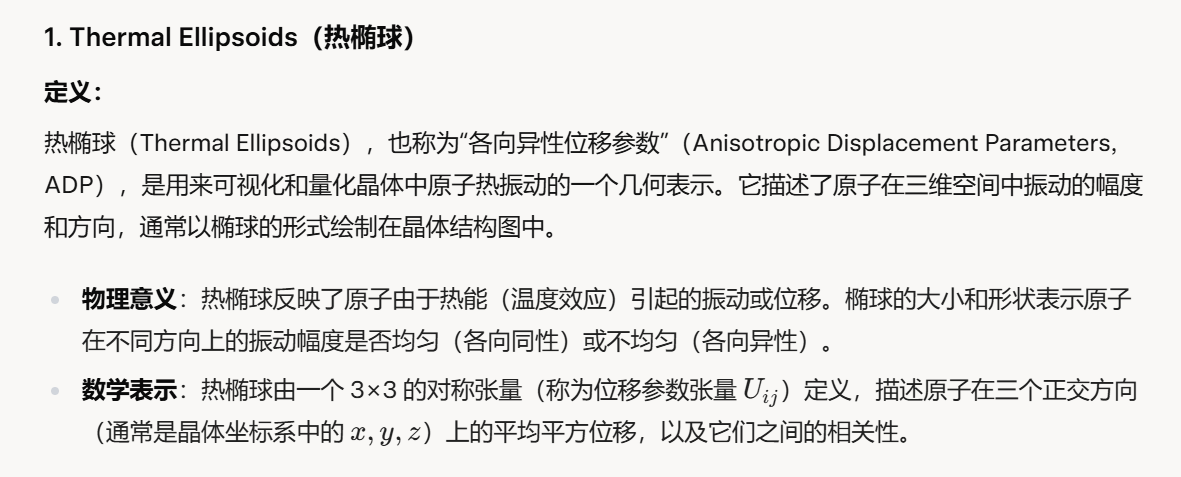 1. Thermal Ellipsoids（热椭球）
定义：
热椭球（Thermal Ellipsoids），也称为“各向异性位移参数”（Anisotropic Displacement Parameters,
ADP），是用来可视化和量化晶体中原子热振动的一个几何表示。它描述了原子在三维空间中振动的幅度
和方向，通常以椭球的形式绘制在晶体结构图中。
• 物理意义：热椭球反映了原子由于热能（温度效应）引起的振动或位移。椭球的大小和形状表示原子
在不同方向上的振动幅度是否均匀（各向同性）或不均匀（各向异性）。
• 数学表示：热椭球由一个 3×3 的对称张量（称为位移参数张量 U_{ij}）定义，描述原子在三个正交方向
（通常是晶体坐标系中的 x, y, z）上的平均平方位移，以及它们之间的相关性。